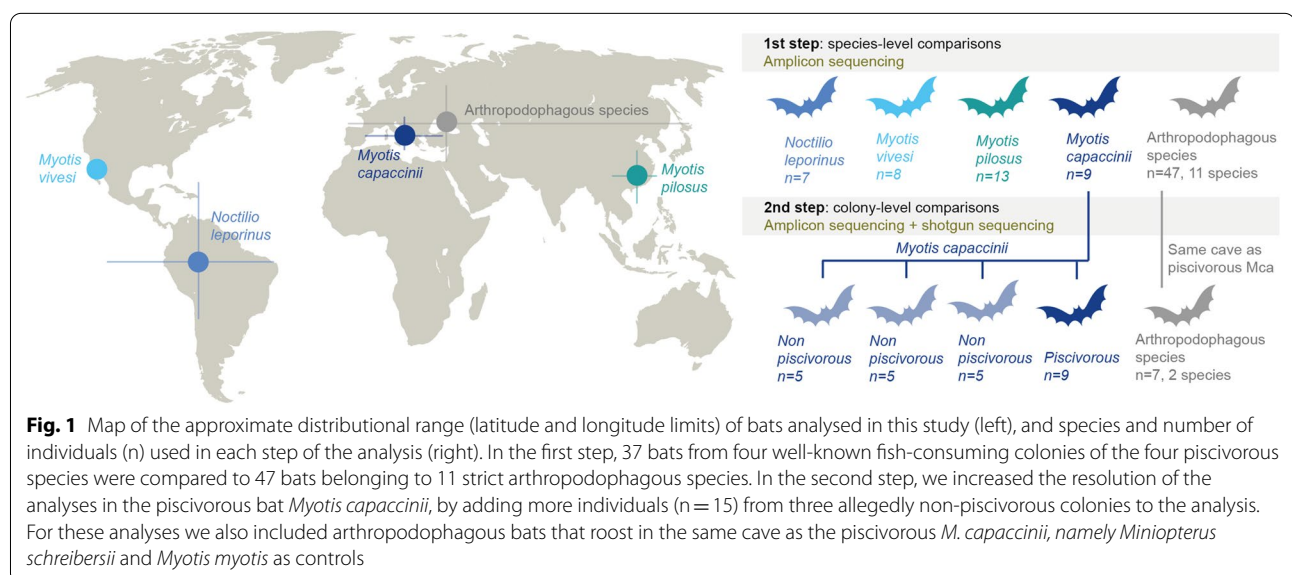 Arthropodophagous species
Myotis
vivesi
Myotis
capaccinii
Myotis
pilosus
Noctilio
leporinus
1st step: species-level comparisons
Amplicon sequencing
Noctilio
leporinus
n=7
Myotis
vivesi
n=8
Myotis
pilosus
n=13
Myotis
capaccinii
n=9
Arthropodophagous
species
n=47, 11 species
2nd step: colony-level comparisons
Amplicon sequencing + shotgun sequencing
Myotis capaccinii
Same cave as
piscivorous Mca
Non
piscivorous
n=5
Non
piscivorous
n=5
Non
piscivorous
n=5
Piscivorous
n=9
Arthropodophagous
species
n=7, 2 species
Fig. 1 Map of the approximate distributional range (latitude and longitude limits) of bats analysed in this study (left), and species and number of
individuals (n) used in each step of the analysis (right). In the first step, 37 bats from four well-known fish-consuming colonies of the four piscivorous
species were compared to 47 bats belonging to 11 strict arthropodophagous species. In the second step, we increased the resolution of the
analyses in the piscivorous bat Myotis capaccinii, by adding more individuals (n = 15) from three allegedly non-piscivorous colonies to the analysis.
For these analyses we also included arthropodophagous bats that roost in the same cave as the piscivorous M. capaccinii, namely Miniopterus
schreibersii and Myotis myotis as controls